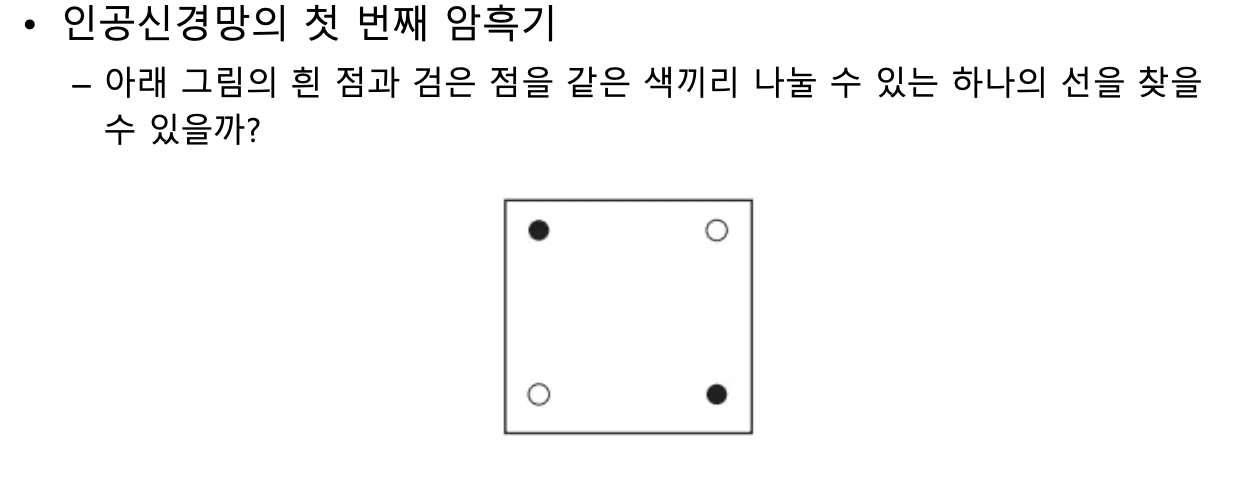 • 인공신경망의 첫 번째 암흑기
– 아래 그림의 흰 점과 검은 점을 같은 색끼리 나눌 수 있는 하나의 선을 찾을
수 있을까?